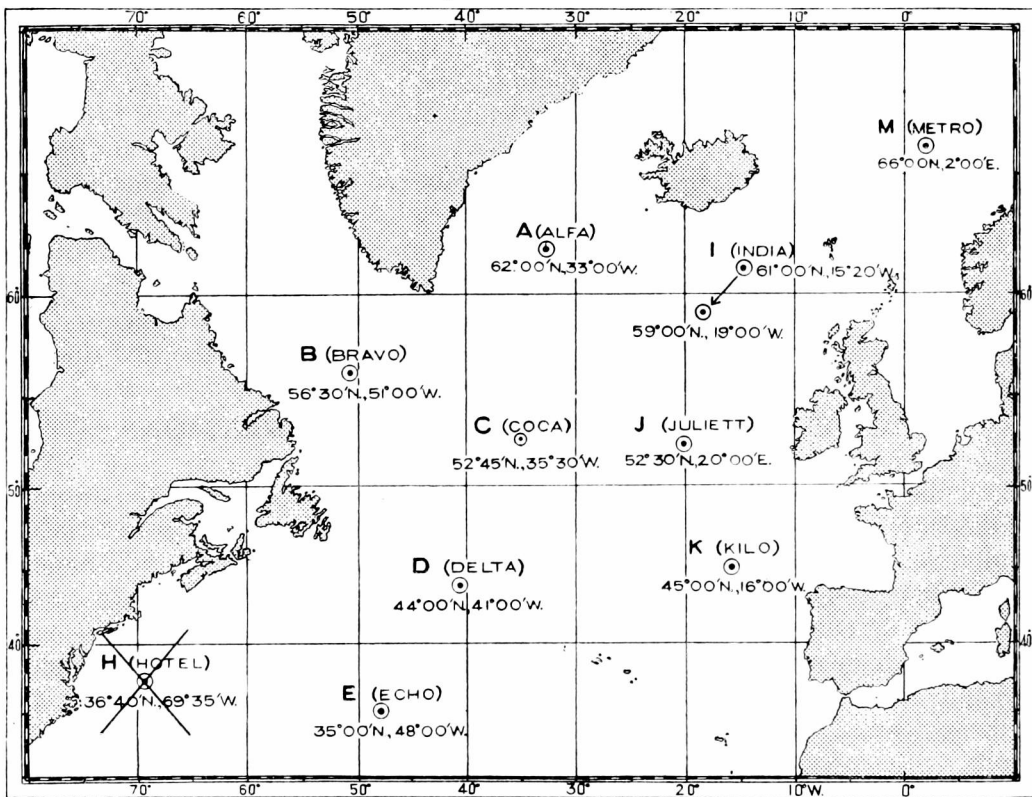 70° 60° 50° 40° 30° 20° 10° 0°
M (METRO)
66°00'N, 2°00'E.
A (ALFA)
62°00'N, 33°00'W.
I (INDIA)
61°00'N, 15°20'W.
60 60
59°00'N., 19°00'W.
B (BRAVO)
56°30'N., 51°00'W.
C (COCA)
52°45'N., 35°30'W.
J (JULIETT)
52°30'N, 20°00'E.
50 50
K (KILO)
45°00'N, 16°00'W.
D (DELTA)
44°00'N, 41°00'W.
40 40
H (HOTEL)
36°40'N., 69°35'W.
E (ECHO)
35°00'N, 48°00'W.
70° 60° 50° 40° 30° 20° 10°W. 0°